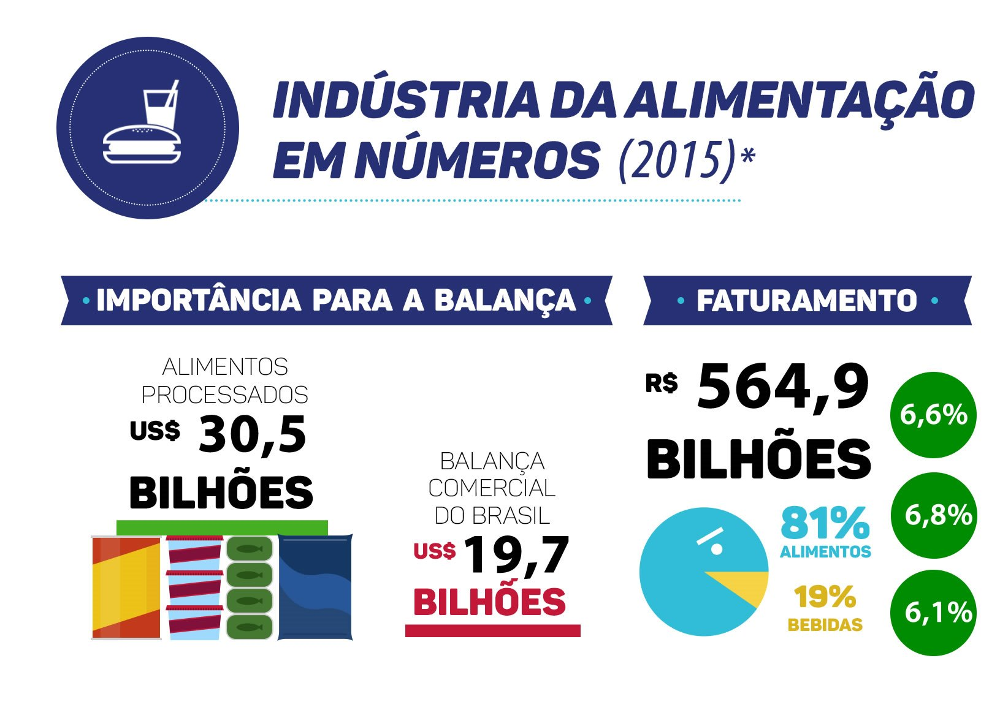 INDÚSTRIA DA ALIMENTAÇÃO
EM NÚMEROS (2015)*
IMPORTÂNCIA PARA A BALANÇA
ALIMENTOS
PROCESSADOS
US$ 30,5
BILHÕES
BALANÇA
COMERCIAL
DO BRASIL
US$ 19,7
BILHÕES
FATURAMENTO
R$ 564,9
BILHÕES
6,6%
81%
ALIMENTOS
6,8%
19%
BEBIDAS
6,1%